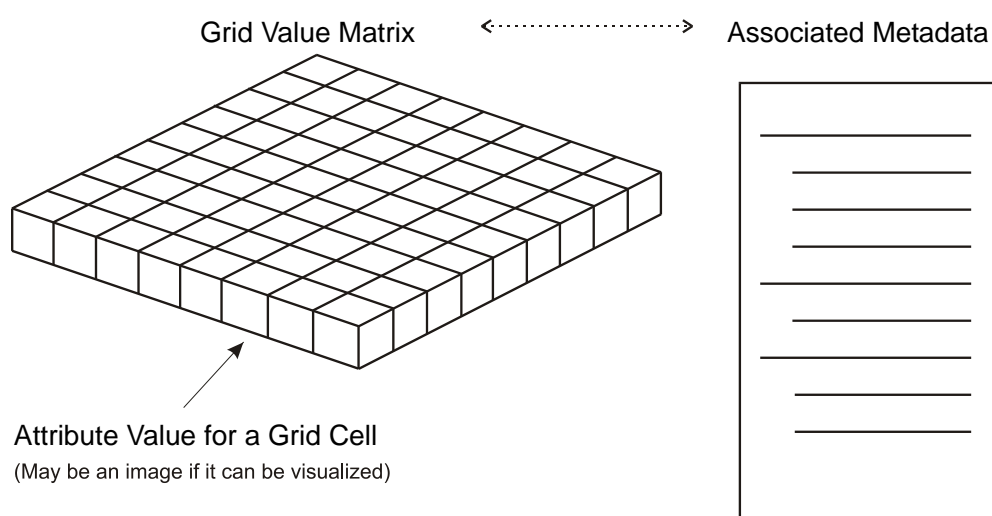 Grid Value Matrix
Associated Metadata
Attribute Value for a Grid Cell
(May be an image if it can be visualized)